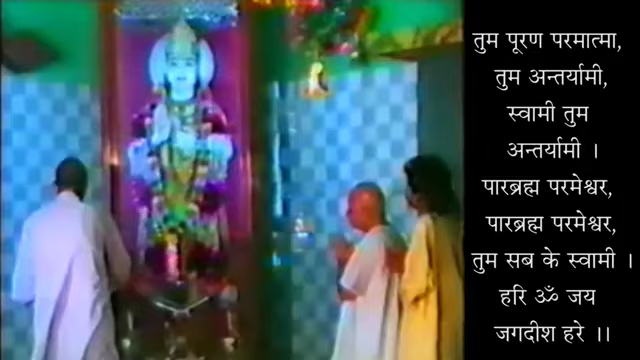 तुम पूरण परमात्मा,
तुम अन्तर्यामी,
स्वामी तुम
अन्तर्यामी ।
पारब्रह्म परमेश्वर,
पारब्रह्म परमेश्वर,
तुम सब के स्वामी ।
हरि ॐ जय
जगदीश हरे ।।